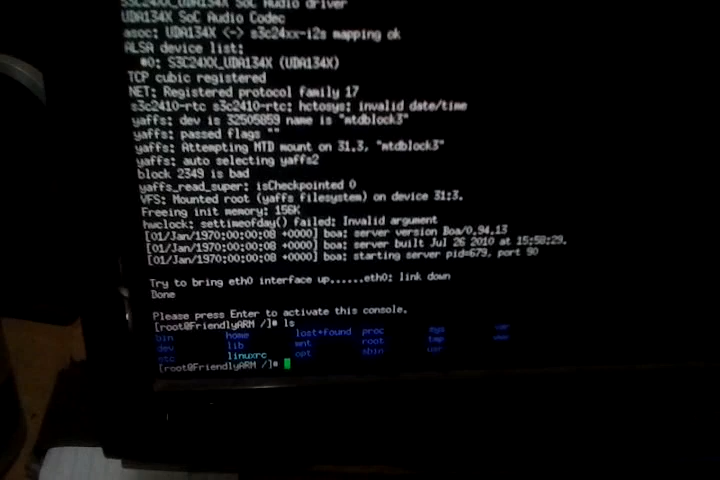 S3C24XX_UDA134X SoC Audio driver
UDA134X SoC Audio Codec
asoc: UDA134X <-> s3c24xx-i2s mapping ok
ALSA device list:
#0: S3C24XX_UDA134X (UDA134X)
TCP cubic registered
NET: Registered protocol family 17
s3c2410-rtc s3c2410-rtc: hctosys: invalid date/time
yaffs: dev is 32505859 name is "mtdblock3"
yaffs: passed flags ""
yaffs: Attempting MTD mount on 31.3, "mtdblock3"
yaffs: auto selecting yaffs2
block 2349 is bad
yaffs_read_super: isCheckpointed 0
VFS: Mounted root (yaffs filesystem) on device 31:3.
Freeing init memory: 156K
hwclock: settimeofday() failed: Invalid argument
[01/Jan/1970:00:00:08 +0000] boa: server version Boa/0.94.13
[01/Jan/1970:00:00:08 +0000] boa: server built Jul 26 2010 at 15:58:29.
[01/Jan/1970:00:00:08 +0000] boa: starting server pid=679, port 80
Try to bring eth0 interface up......eth0: link down
Done
Please press Enter to activate this console.
[root@FriendlyARM /]# ls
bin home lost+found proc sys var
dev lib mnt root tmp www
etc linuxrc opt sbin usr
[root@FriendlyARM /]#